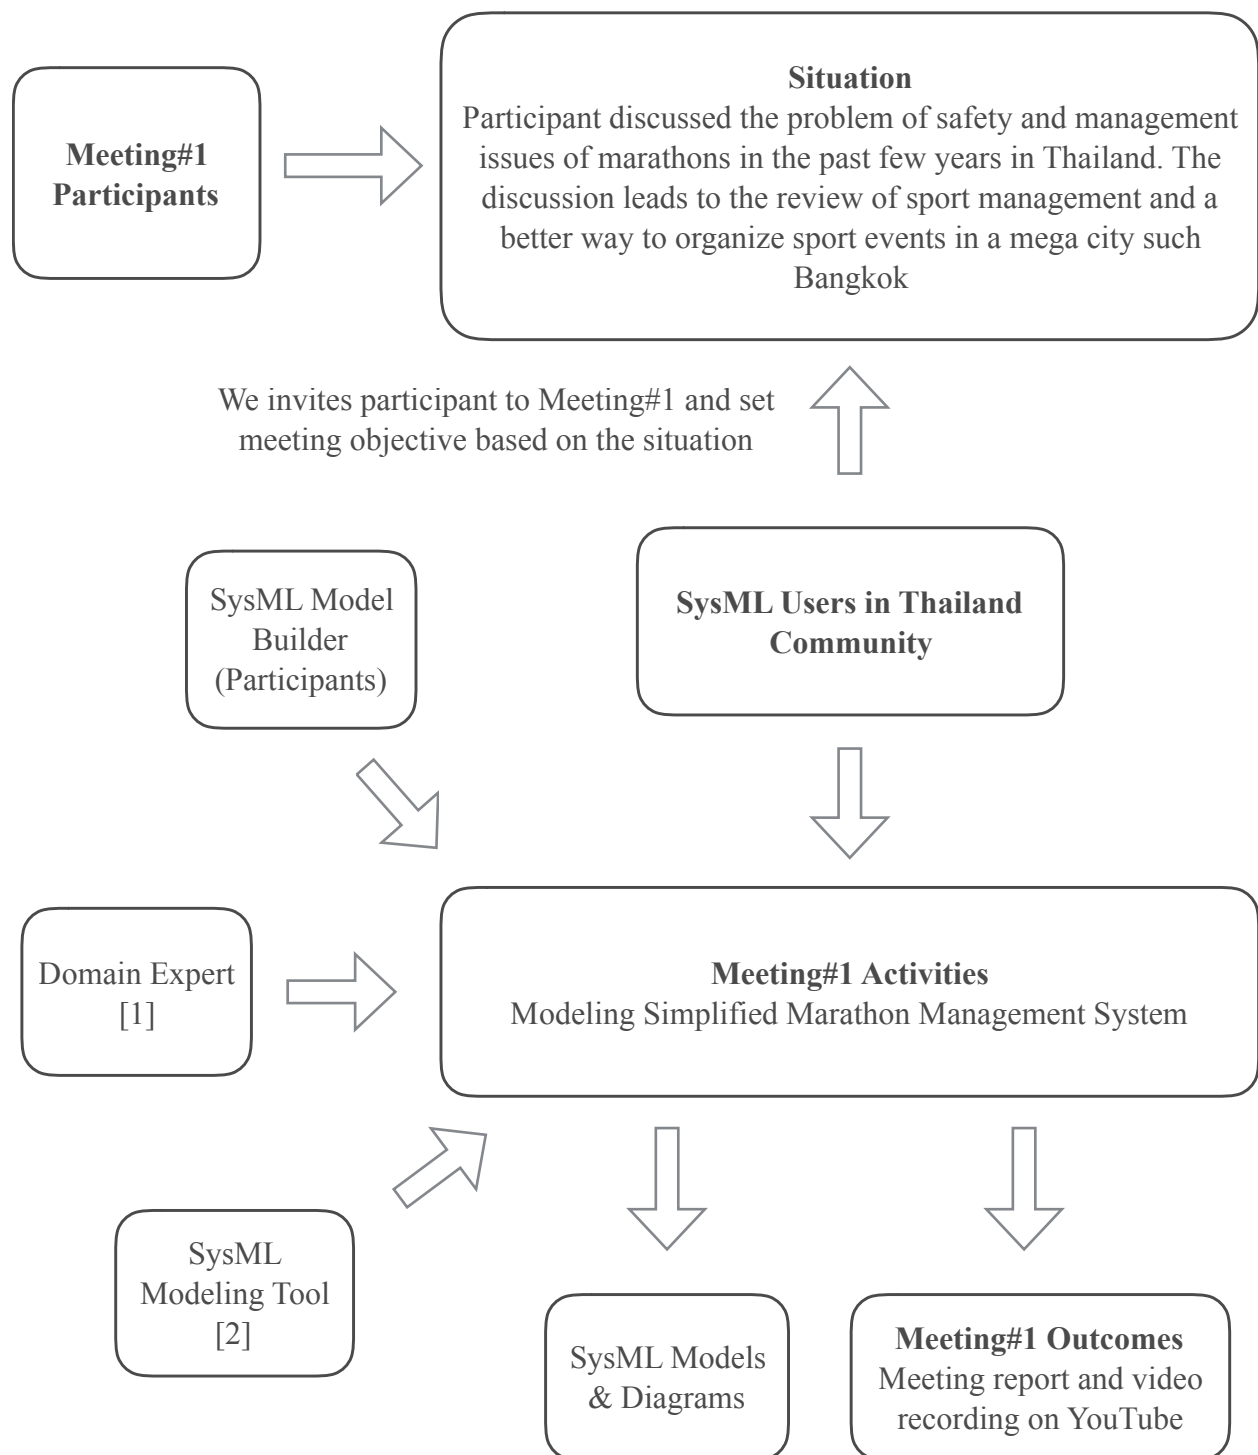 Meeting#1
Participants
Situation
Participant discussed the problem of safety and management
issues of marathons in the past few years in Thailand. The
discussion leads to the review of sport management and a
better way to organize sport events in a mega city such
Bangkok
We invites participant to Meeting#1 and set
meeting objective based on the situation
SysML Model
Builder
(Participants)
SysML Users in Thailand
Community
Domain Expert
[1]
Meeting#1 Activities
Modeling Simplified Marathon Management System
SysML
Modeling Tool
[2]
SysML Models
& Diagrams
Meeting#1 Outcomes
Meeting report and video
recording on YouTube